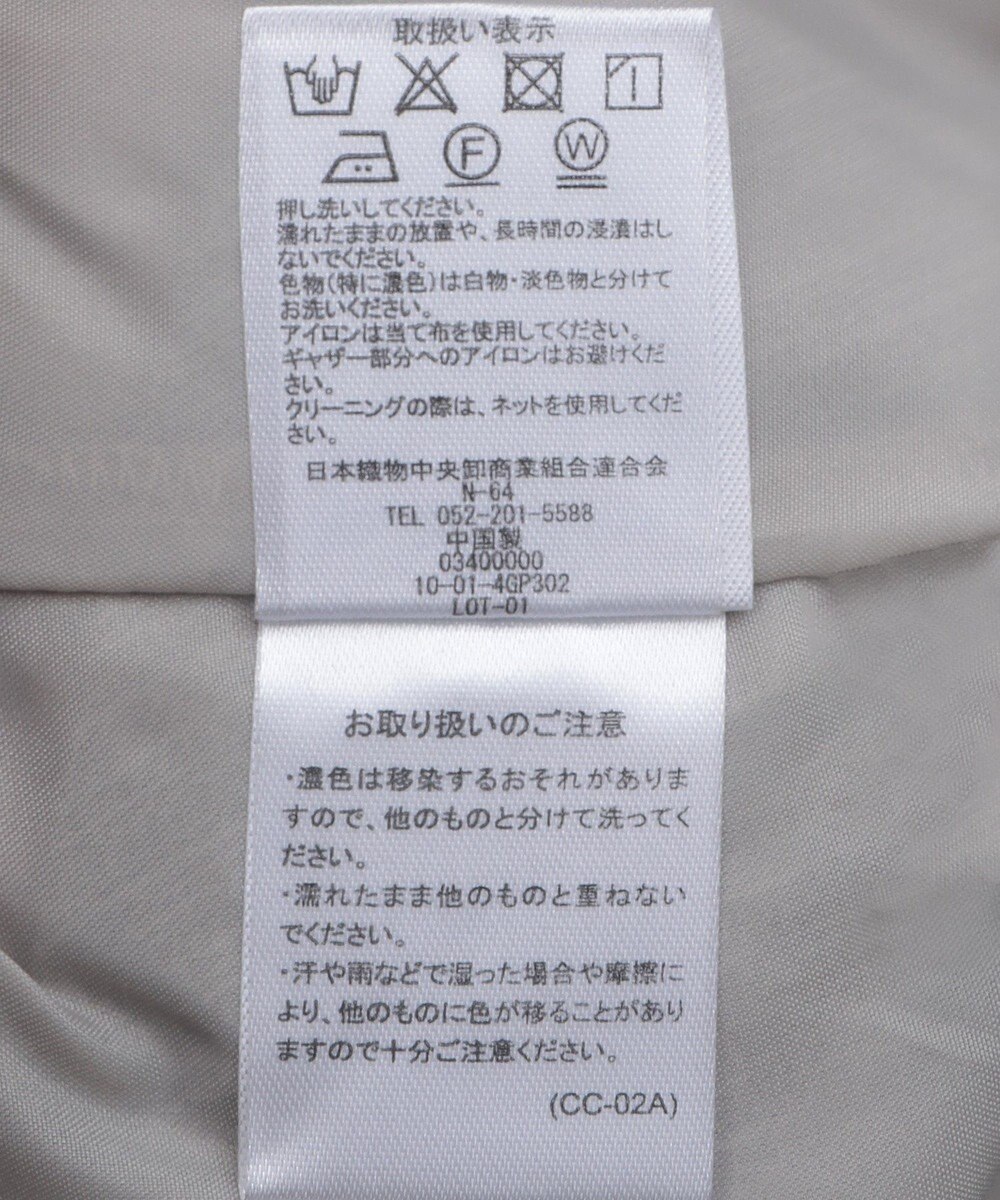 取扱い表示
F W
押し洗いしてください。
濡れたままの放置や、長時間の浸漬はし
ないでください。
色物(特に濃色)は白物・淡色物と分けて
お洗いください。
アイロンは当て布を使用してください。
ギャザー部分へのアイロンはお避けくだ
さい。
クリーニングの際は、ネットを使用してくだ
さい。
日本織物中央卸商業組合連合会
N-64
TEL 052-201-5588
中国製
03400000
10-01-4GP302
LOT-01
お取り扱いのご注意
・濃色は移染するおそれがありま
すので、他のものと分けて洗ってく
ださい。
・濡れたまま他のものと重ねない
でください。
・汗や雨などで湿った場合や摩擦に
より、他のものに色が移ることがあり
ますので十分ご注意ください。
(CC-02A)